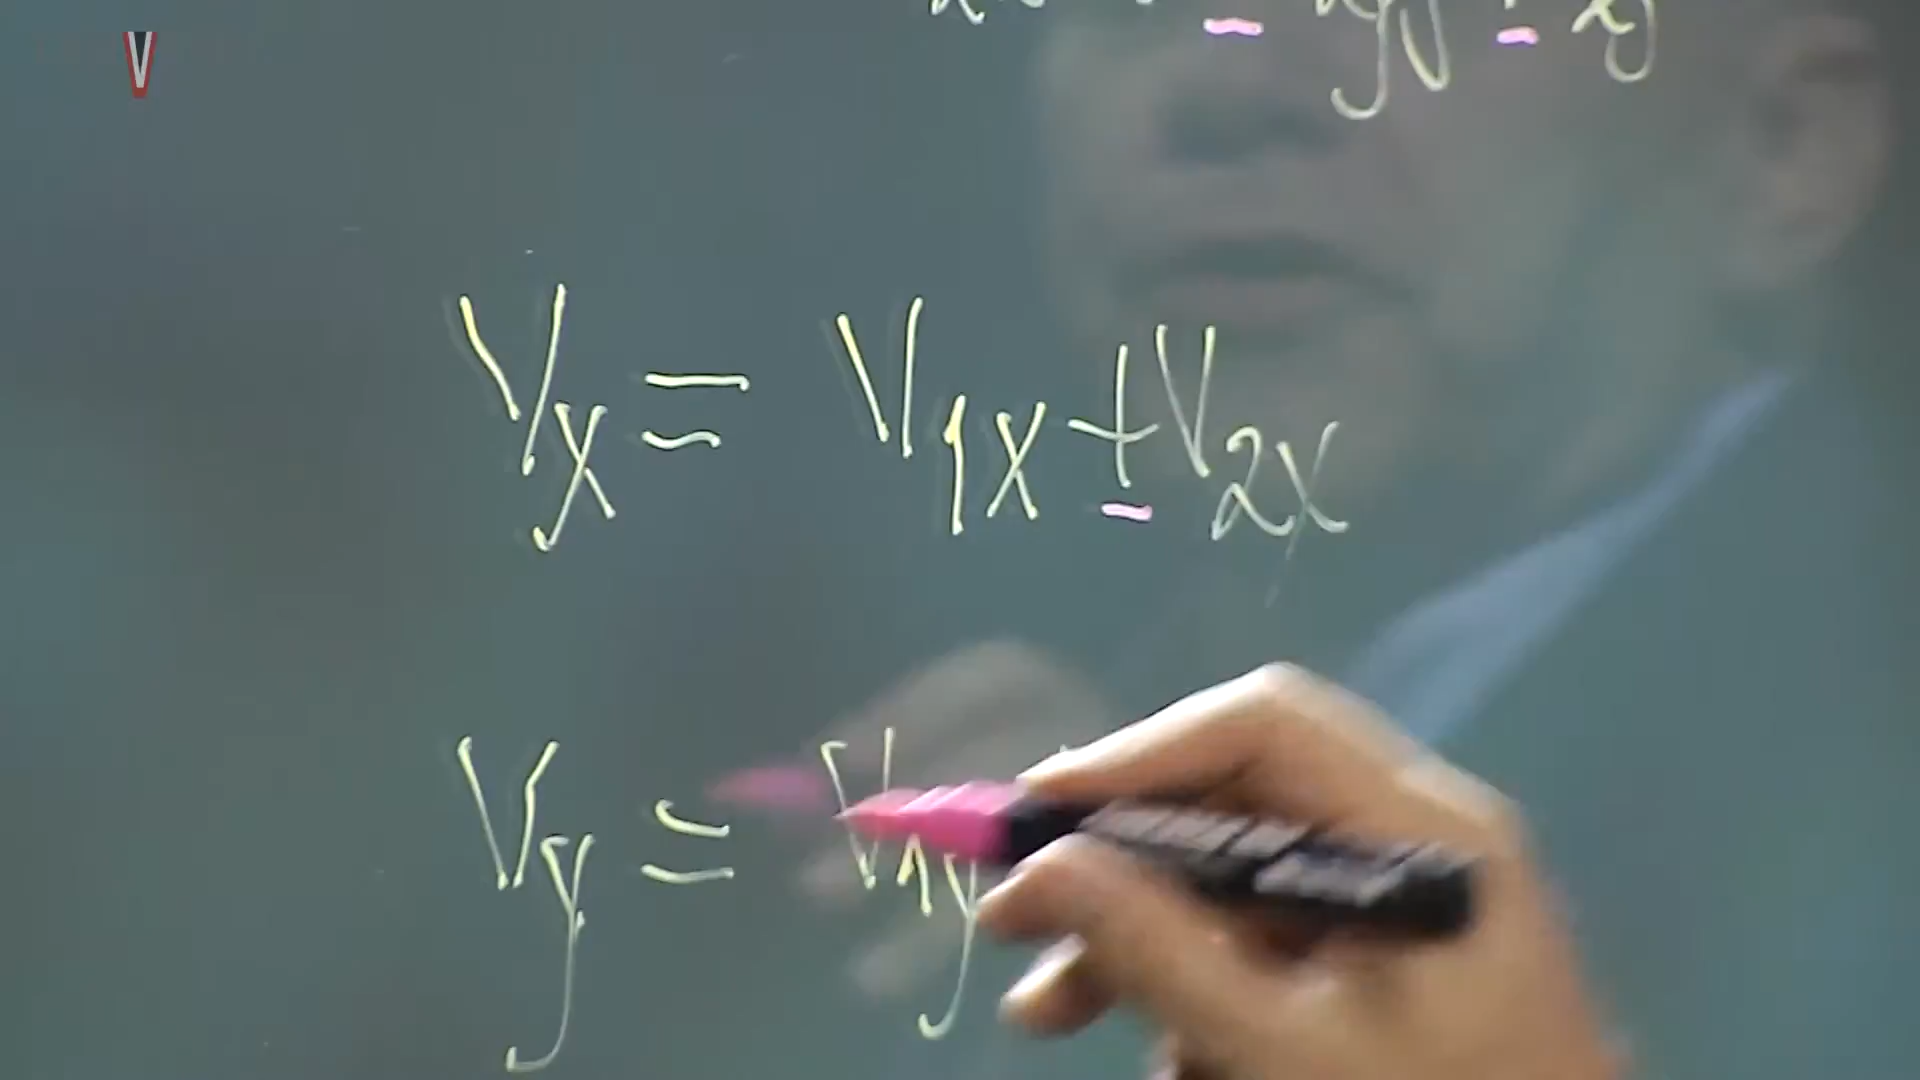 V
Vx = V1x ± V2x
Vy = V1y